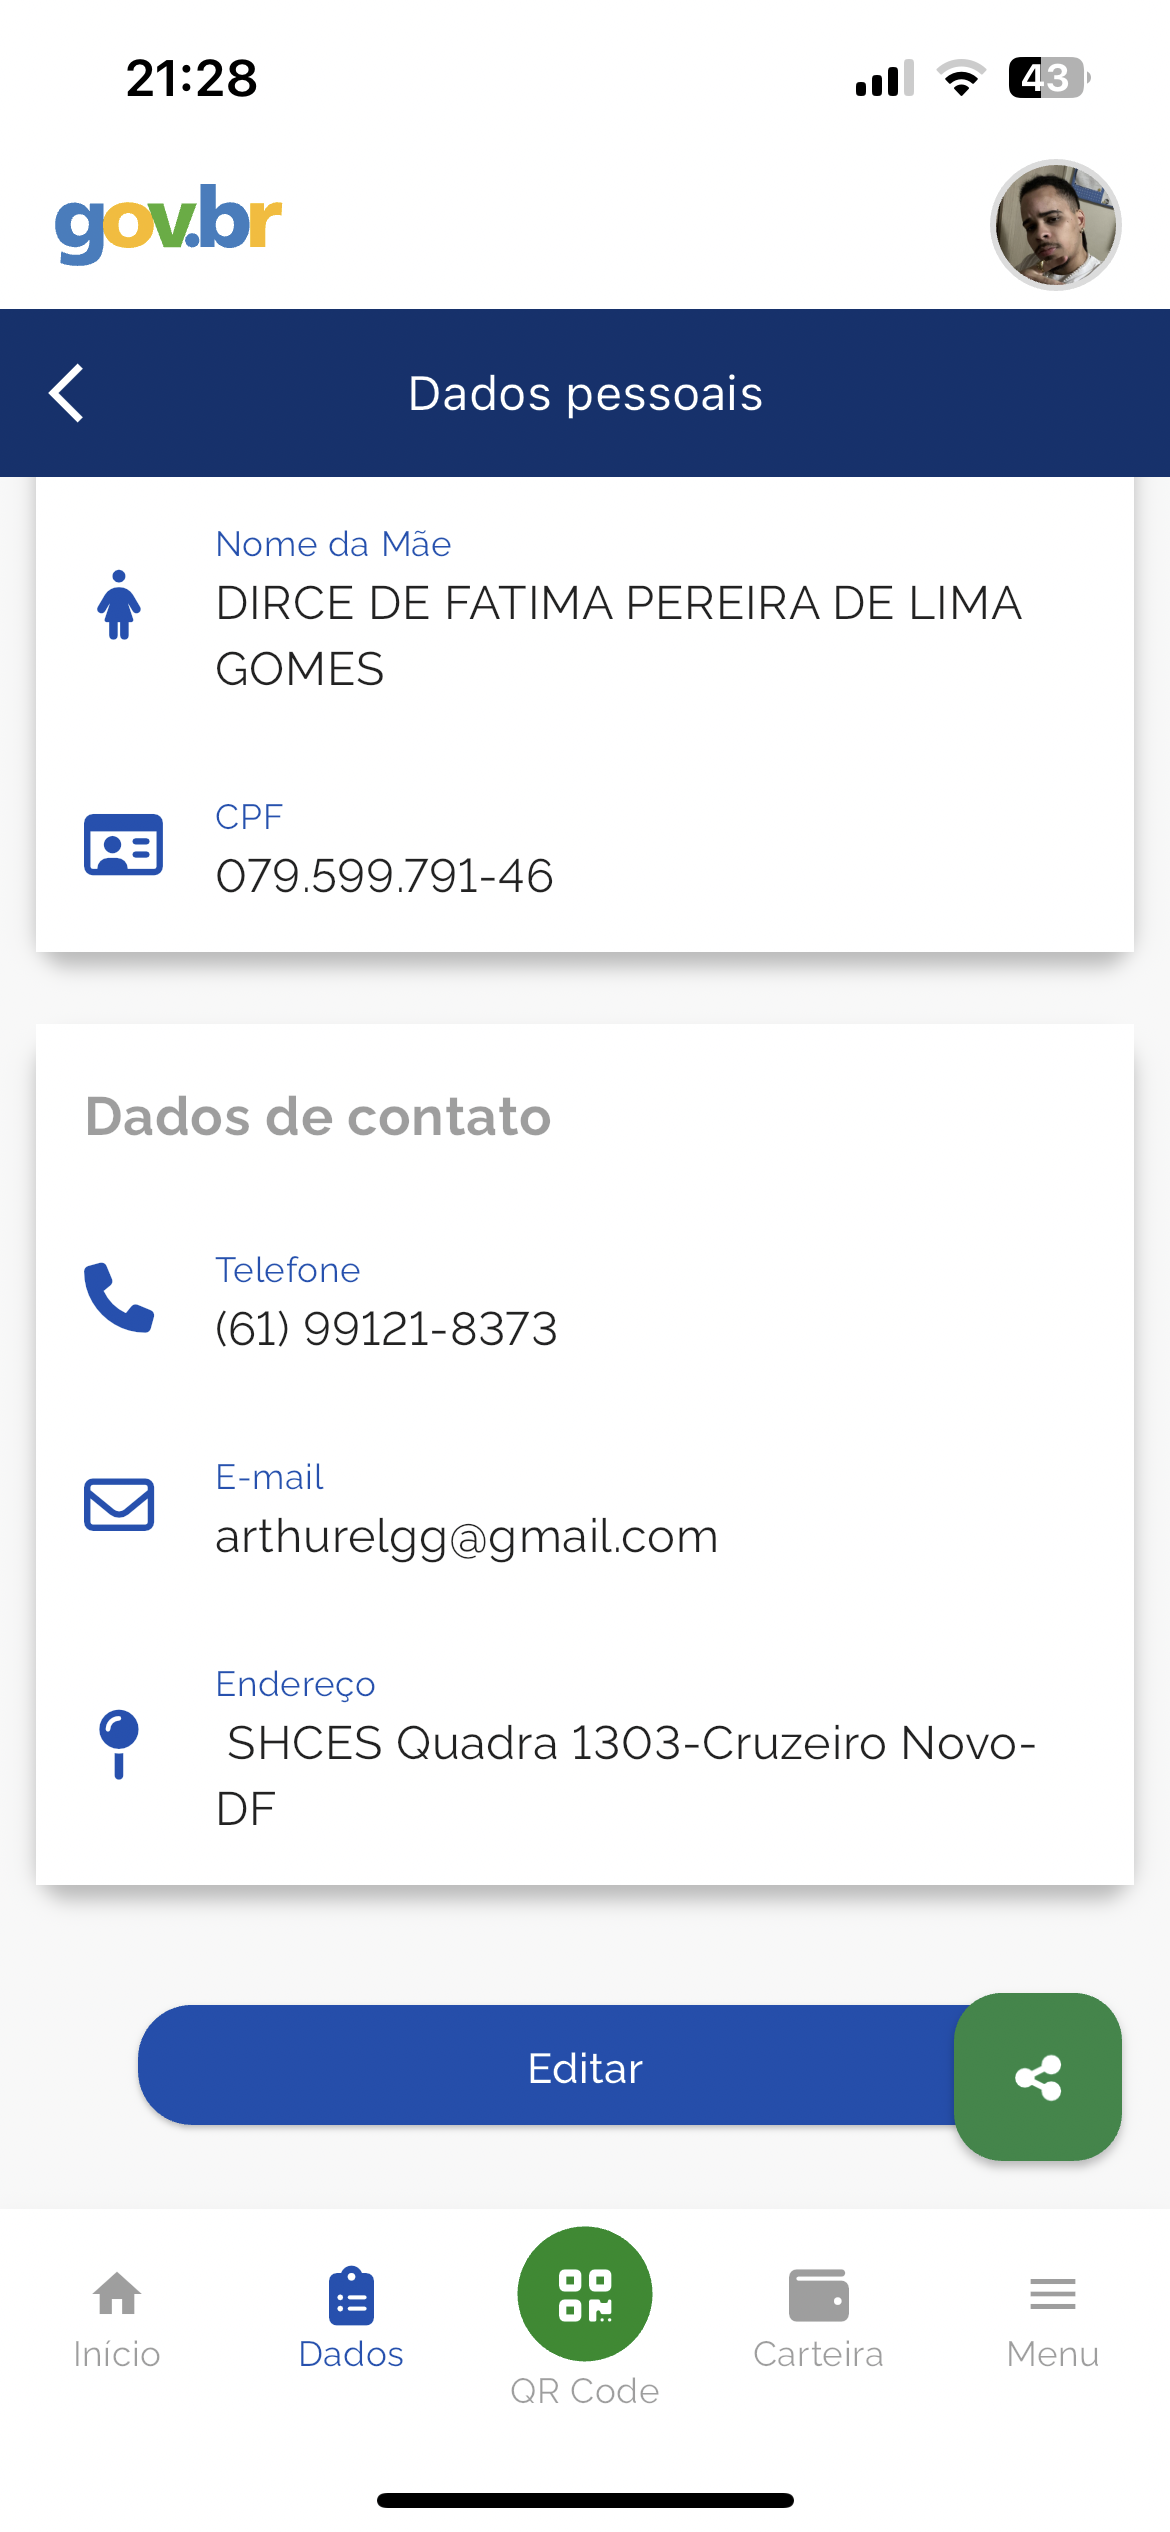 21:28
43
gov.br
Dados pessoais
Nome da Mãe
DIRCE DE FATIMA PEREIRA DE LIMA
GOMES
CPF
079.599.791-46
Dados de contato
Telefone
(61) 99121-8373
E-mail
arthurelgg@gmail.com
Endereço
SHCES Quadra 1303-Cruzeiro Novo-
DF
Editar
Início
Dados
QR Code
Carteira
Menu